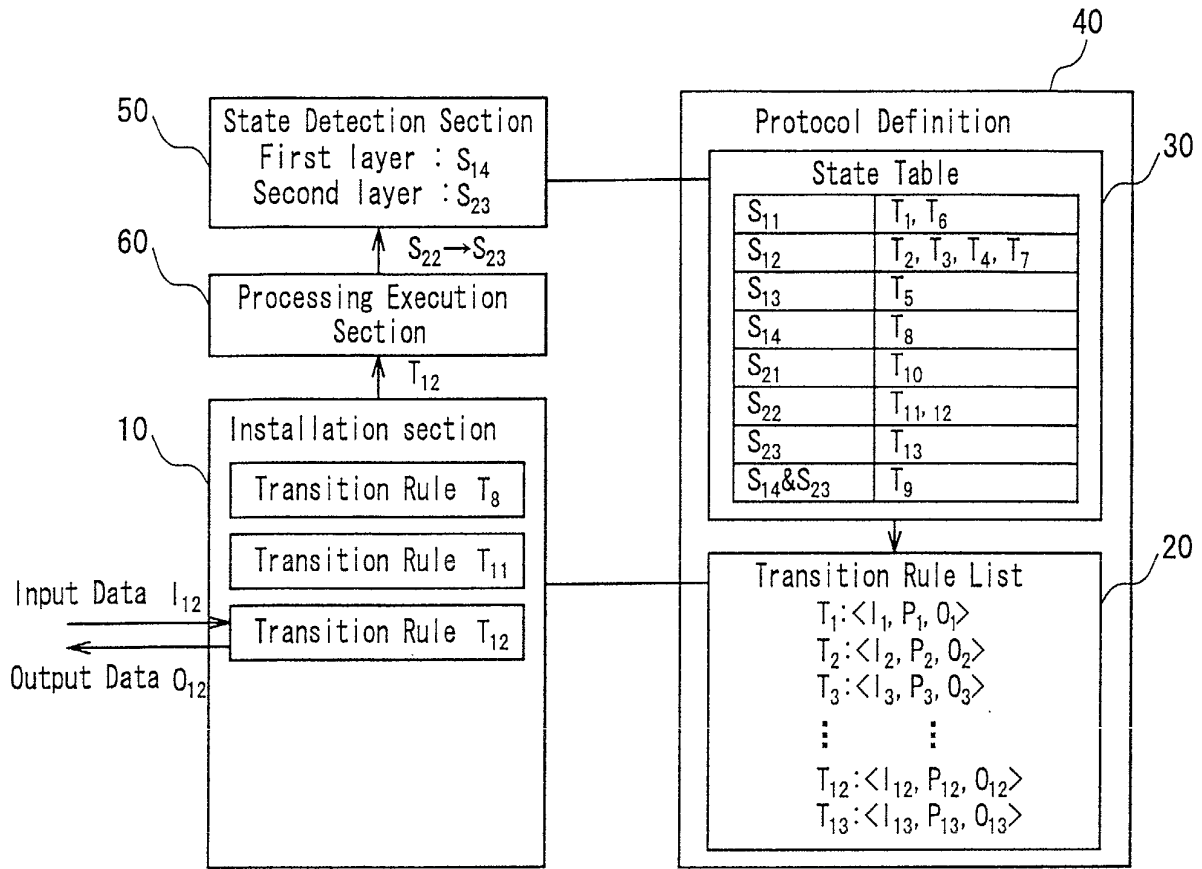 40
50
State Detection Section
First layer : S14
Second layer :S23
60
S22→S23
Processing Execution
Section
T12
10
Installation section
Transition Rule T8
Transition Rule T11
Input Data I12
Transition Rule T12
Output Data O12
Protocol Definition
30
State Table
S11 T1, T6
S12 T2, T3, T4, T7
S13 T5
S14 T8
S21 T10
S22 T11, 12
S23 T13
S14&S23 T9
20
Transition Rule List
T1:<I1, P1, O1>
T2:<I2, P2, O2>
T3:<I3, P3, O3>
⋮ ⋮
T12:<I12, P12, O12>
T13:<I13, P13, O13>